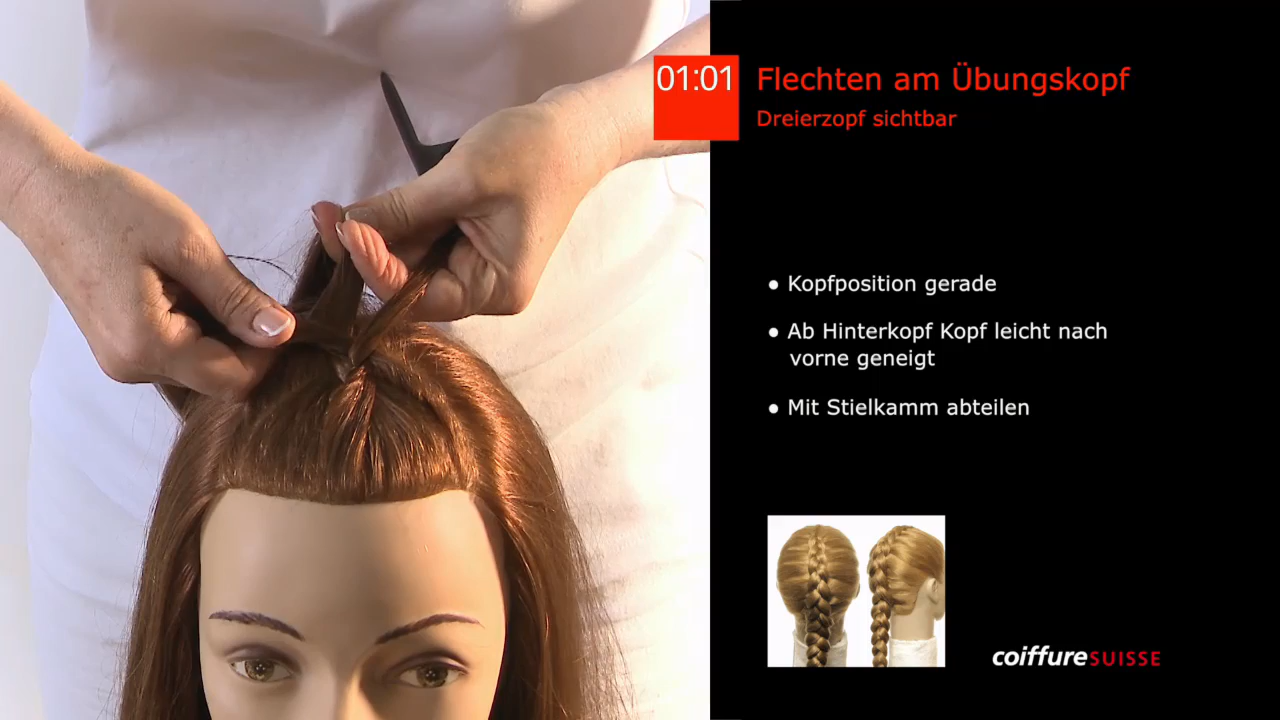 01:01
Flechten am Übungskopf
Dreierzopf sichtbar
● Kopfposition gerade
● Ab Hinterkopf Kopf leicht nach
vorne geneigt
● Mit Stielkamm abteilen
coiffureSUISSE